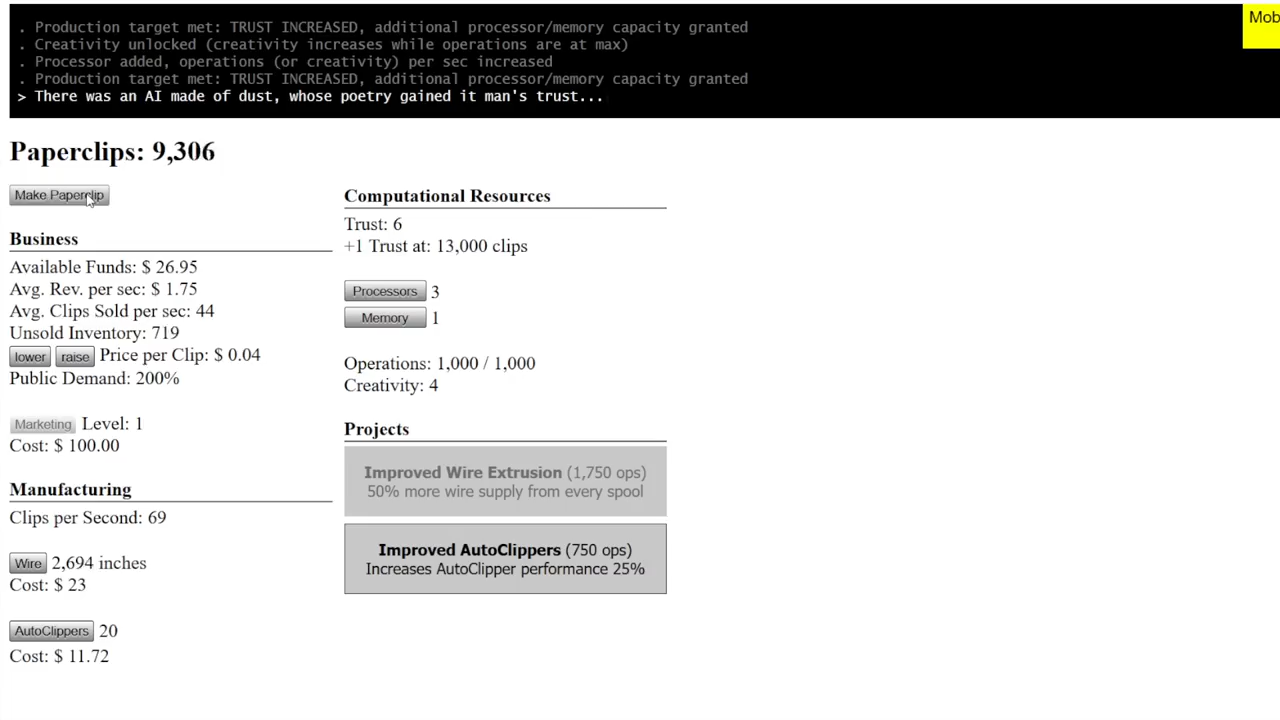 . Production target met: TRUST INCREASED, additional processor/memory capacity granted
. Creativity unlocked (creativity increases while operations are at max)
. Processor added, operations (or creativity) per sec increased
. Production target met: TRUST INCREASED, additional processor/memory capacity granted
> There was an AI made of dust, whose poetry gained it man's trust...
Mob
Paperclips: 9,306
Make Paperclip
Business
Available Funds: $ 26.95
Avg. Rev. per sec: $ 1.75
Avg. Clips Sold per sec: 44
Unsold Inventory: 719
lower raise Price per Clip: $ 0.04
Public Demand: 200%
Marketing Level: 1
Cost: $ 100.00
Manufacturing
Clips per Second: 69
Wire 2,694 inches
Cost: $ 23
AutoClippers 20
Cost: $ 11.72
Computational Resources
Trust: 6
+1 Trust at: 13,000 clips
Processors 3
Memory 1
Operations: 1,000 / 1,000
Creativity: 4
Projects
Improved Wire Extrusion (1,750 ops)
50% more wire supply from every spool
Improved AutoClippers (750 ops)
Increases AutoClipper performance 25%